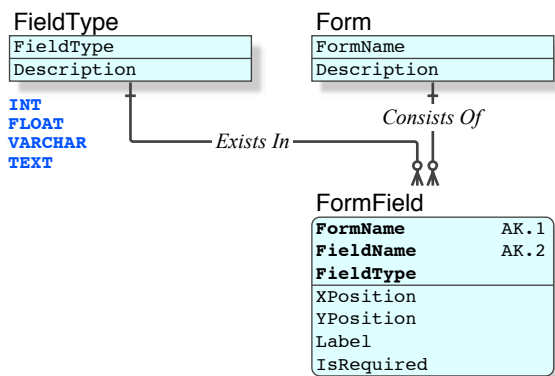 FieldType
FieldType
Description
INT
FLOAT
VARCHAR
TEXT
Form
FormName
Description
Exists In
Consists Of
FormField
FormName AK.1
FieldName AK.2
FieldType
XPosition
YPosition
Label
IsRequired